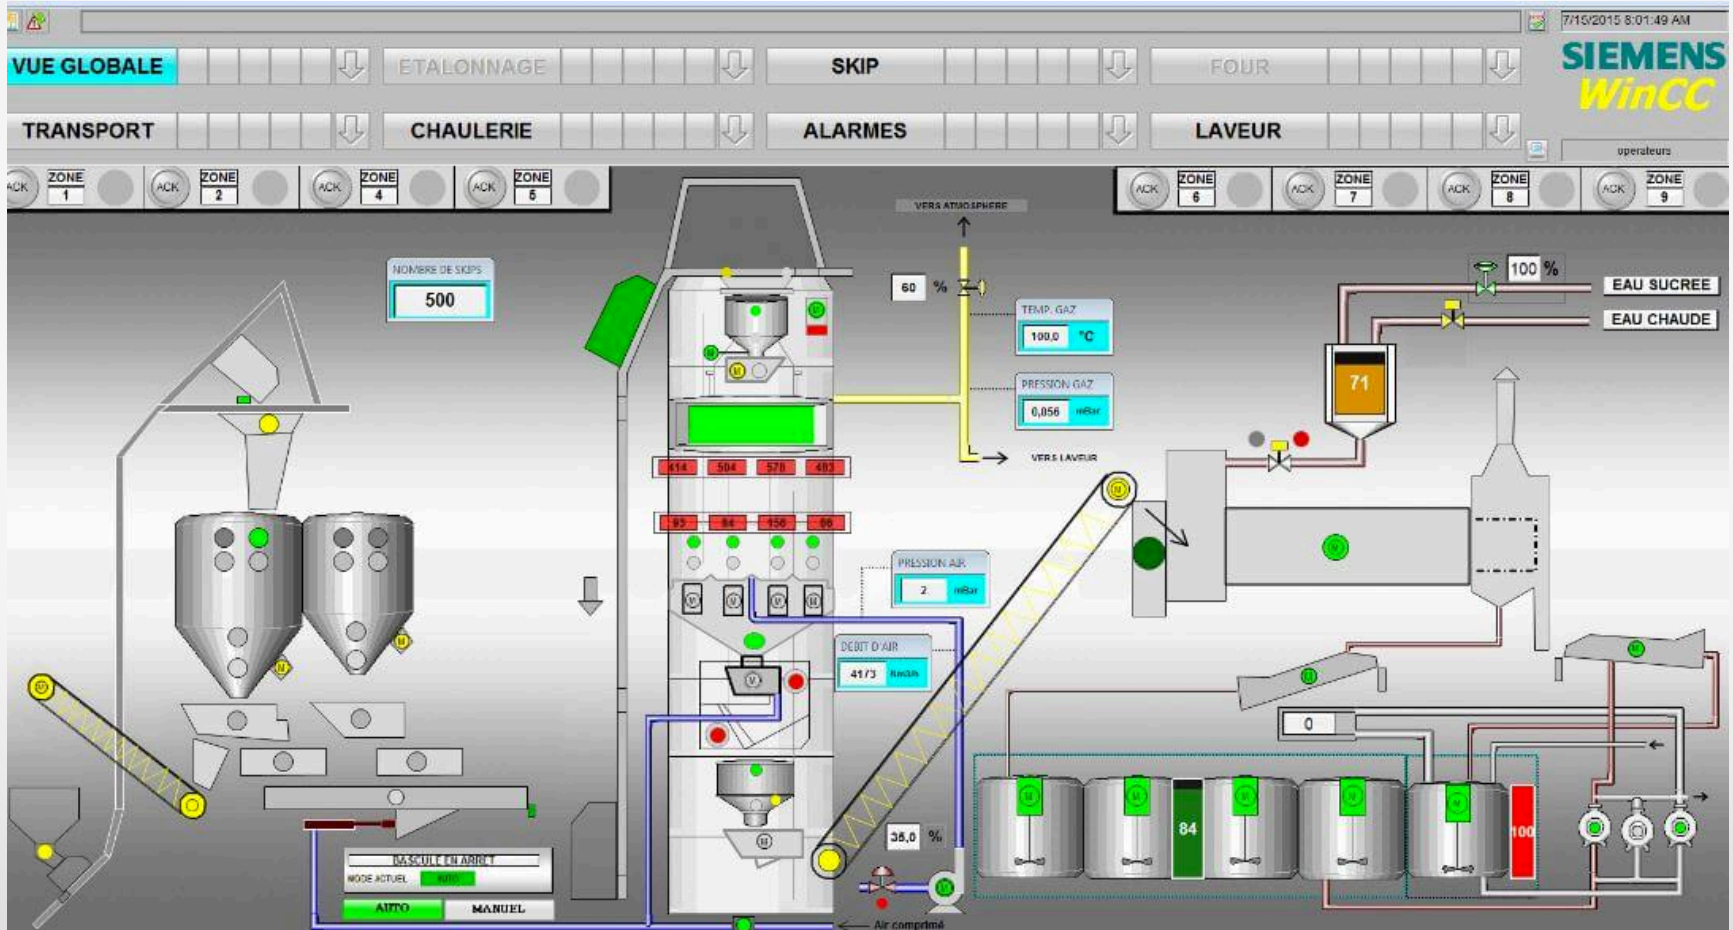 7/15/2015 8:01:49 AM
VUE GLOBALE
ETALONNAGE
SKIP
FOUR
SIEMENS
WinCC
TRANSPORT
CHAULERIE
ALARMES
LAVEUR
operateurs
ACK ZONE 1
ACK ZONE 2
ACK ZONE 4
ACK ZONE 5
ACK ZONE 6
ACK ZONE 7
ACK ZONE 8
ACK ZONE 9
VERS ATMOSPHERE
NOMBRE DE SKIPS
500
60 %
100 %
EAU SUCREE
EAU CHAUDE
TEMP. GAZ
100,0 °C
PRESSION GAZ
0,056 mBar
71
VERS LAVEUR
414 504 570 483
93 84 156
PRESSION AIR
2 mBar
DEBIT D'AIR
4173
0
84
100
35,0 %
BASCULE EN ARRET
MODE ACTUEL AUTO
AUTO MANUEL
Air comprimé